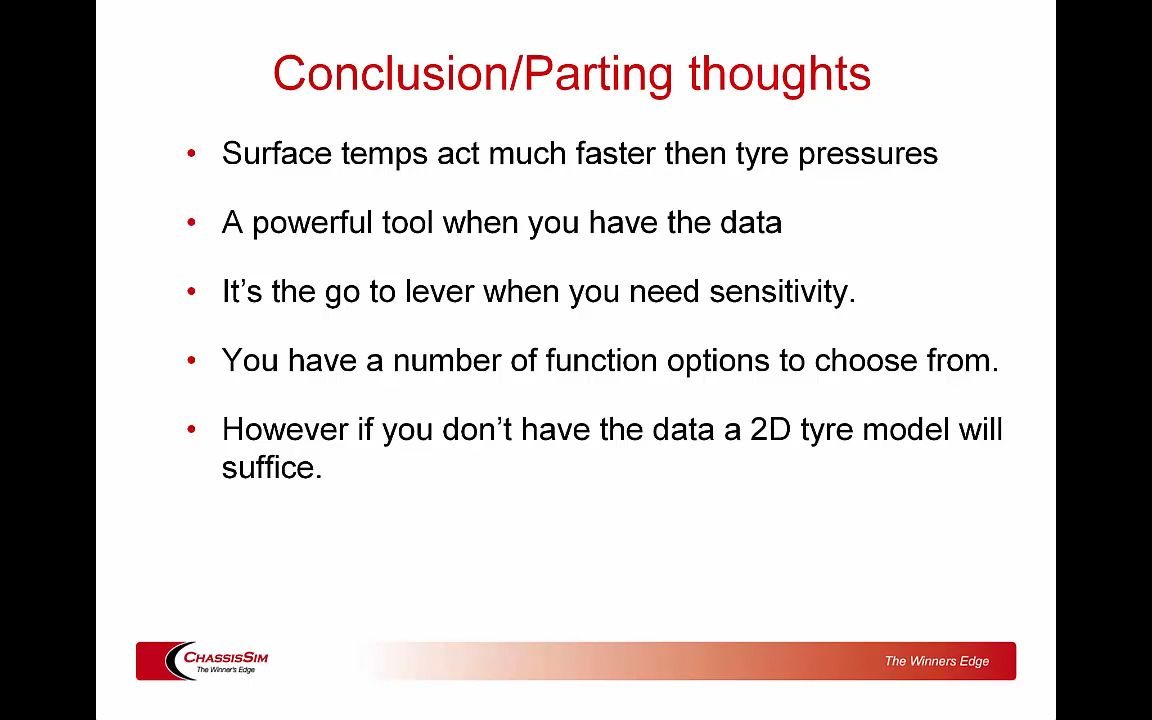 Conclusion/Parting thoughts
• Surface temps act much faster then tyre pressures
• A powerful tool when you have the data
• It’s the go to lever when you need sensitivity.
• You have a number of function options to choose from.
• However if you don’t have the data a 2D tyre model will
suffice.
CHASSISSIM
The Winner's Edge
The Winners Edge